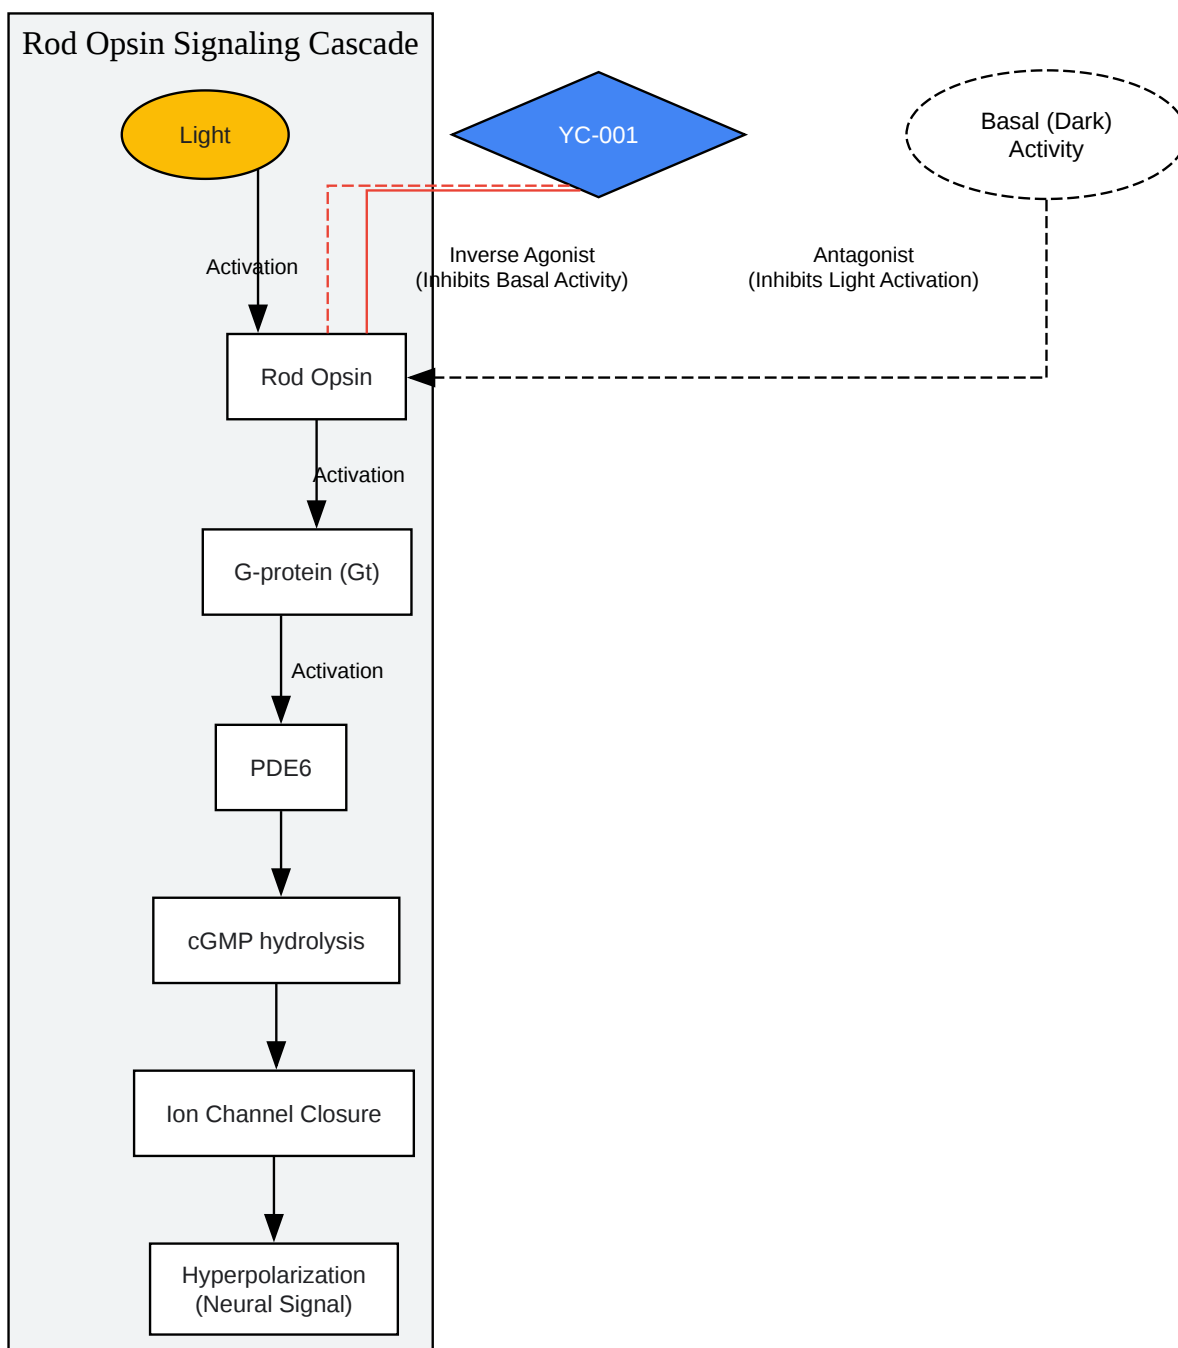 Rod Opsin Signaling Cascade
Light
YC-001
Basal (Dark)
Activity
Activation
Inverse Agonist
(Inhibits Basal Activity)
Antagonist
(Inhibits Light Activation)
Rod Opsin
Activation
G-protein (Gt)
Activation
PDE6
cGMP hydrolysis
Ion Channel Closure
Hyperpolarization
(Neural Signal)